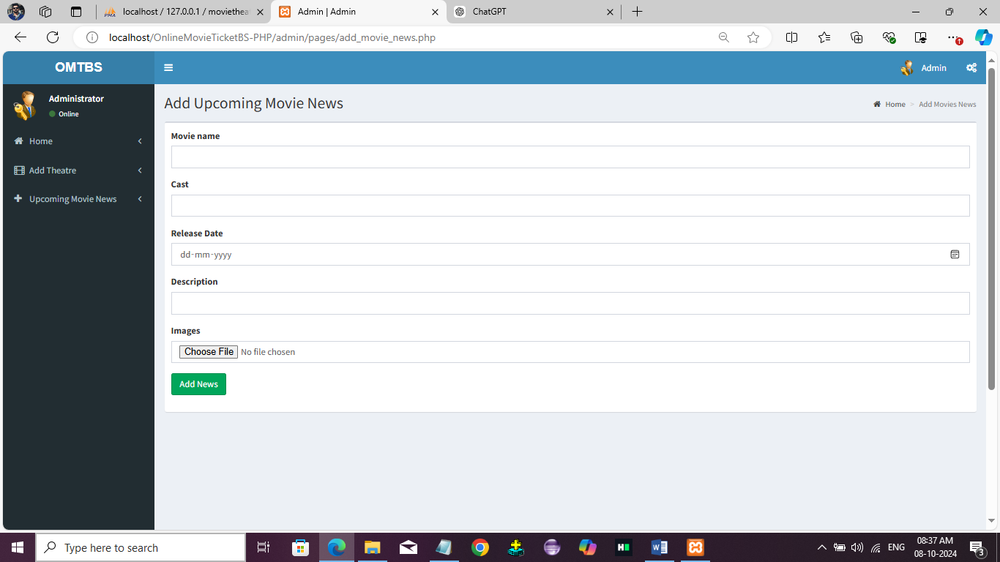 localhost / 127.0.0.1 / movietheat
Admin | Admin
ChatGPT
localhost/OnlineMovieTicketBS-PHP/admin/pages/add_movie_news.php
OMTBS
Admin
Administrator
Online
Home
Add Theatre
Upcoming Movie News
Add Upcoming Movie News
Home > Add Movies News
Movie name
Cast
Release Date
dd-mm-yyyy
Description
Images
Choose File No file chosen
Add News
Type here to search
ENG
08:37 AM
08-10-2024
3